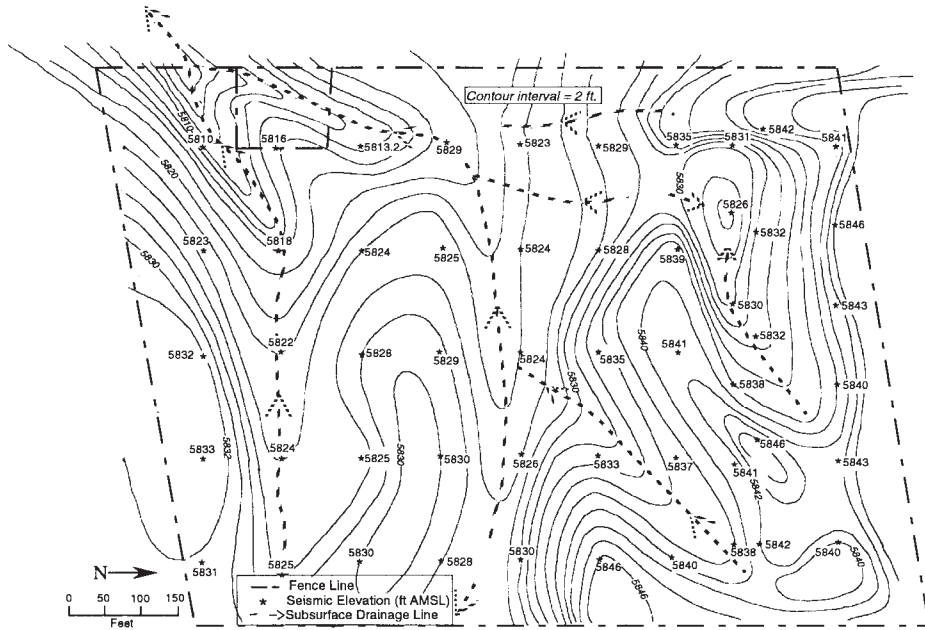 Contour interval = 2 ft.
5810
5810 5816 5813.2 5829 5823 5829 5835 5831 5842 5841
5820
5830
5826
5823 5818 5824 5825 5824 5828 5839 5832 5846
5830
5830 5843
5832 5822 5828 5829 5824 5835 5840 5841 5832
5830
5838 5840
5833 5832 5824 5825 5830 5830 5826 5833 5837 5841 5846 5843
5842
5831 5825 5830 5828 5830 5846 5840 5838 5842 5840
5840
5846
N
0 50 100 150
Feet
Fence Line
Seismic Elevation (ft AMSL)
Subsurface Drainage Line